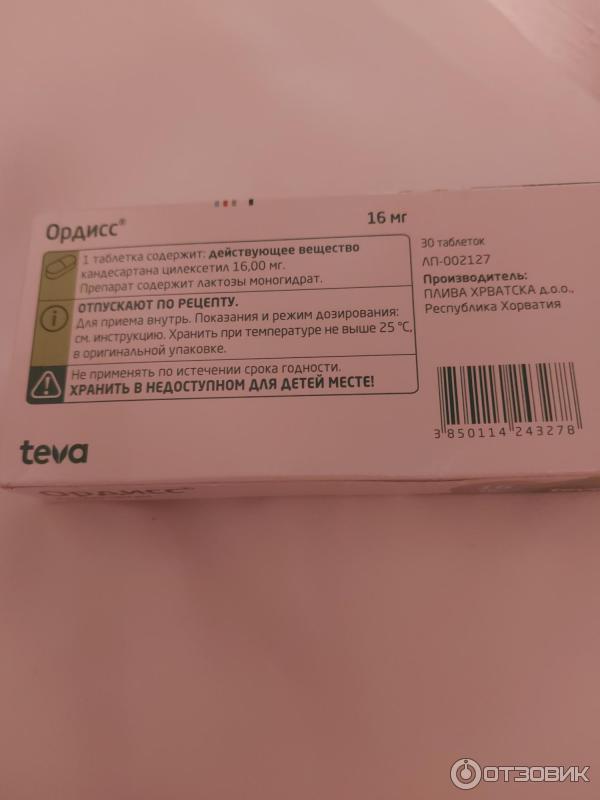 Ордисс®
16 мг
1 таблетка содержит: действующее вещество
кандесартана цилексетил 16,00 мг.
Препарат содержит лактозы моногидрат.
ОТПУСКАЮТ ПО РЕЦЕПТУ.
Для приема внутрь. Показания и режим дозирования:
см. инструкцию. Хранить при температуре не выше 25 °С,
в оригинальной упаковке.
Не применять по истечении срока годности.
ХРАНИТЬ В НЕДОСТУПНОМ ДЛЯ ДЕТЕЙ МЕСТЕ!
30 таблеток
ЛП-002127
Производитель:
ПЛИВА ХРВАТСКА д.о.о.,
Республика Хорватия
3 850114 243278
teva
Ордисс®
ОТЗОВИК